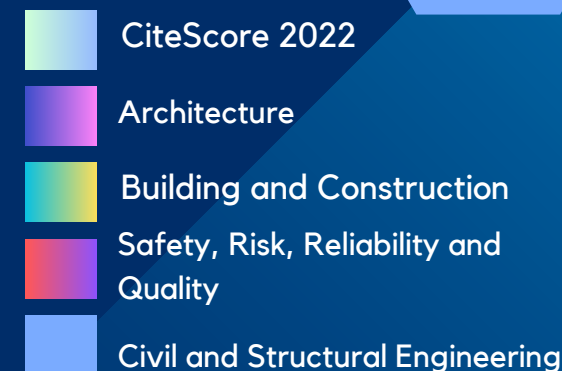 CiteScore 2022
Architecture
Building and Construction
Safety, Risk, Reliability and
Quality
Civil and Structural Engineering